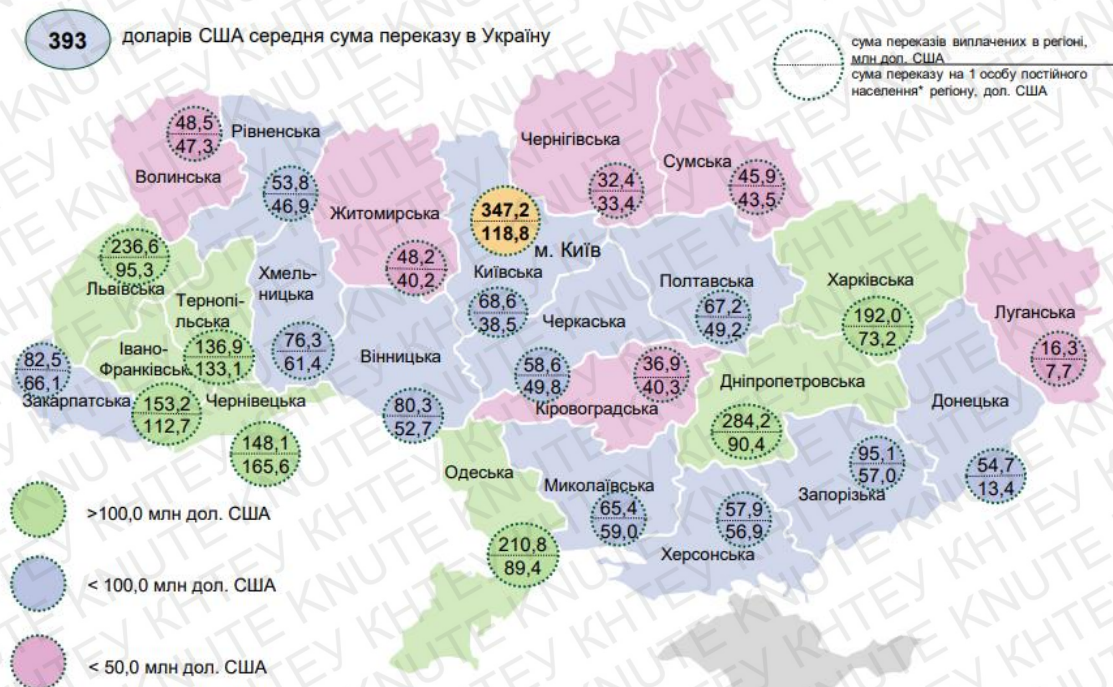 393 доларів США середня сума переказу в Україну
сума переказів виплачених в регіоні,
млн дол. США
сума переказу на 1 особу постійного
населення* регіону, дол. США
Волинська
48,5
47,3
Рівненська
53,8
46,9
Житомирська
48,2
40,2
347,2
118,8
м. Київ
Київська
68,6
38,5
Чернігівська
32,4
33,4
Сумська
45,9
43,5
236,6
95,3
Львівська
Тернопі-
льська
136,9
133,1
Хмель-
ницька
76,3
61,4
Вінницька
80,3
52,7
Черкаська
58,6
49,8
Полтавська
67,2
49,2
Харківська
192,0
73,2
Луганська
16,3
7,7
82,5
66,1
Закарпатська
Івано-
Франківськ
153,2
112,7
Чернівецька
148,1
165,6
Кіровоградська
36,9
40,3
Дніпропетровська
284,2
90,4
Донецька
54,7
13,4
Одеська
210,8
89,4
Миколаївська
65,4
59,0
57,9
56,9
Херсонська
95,1
57,0
Запорізька
>100,0 млн дол. США
< 100,0 млн дол. США
< 50,0 млн дол. США
KNUTE КНТЕУ